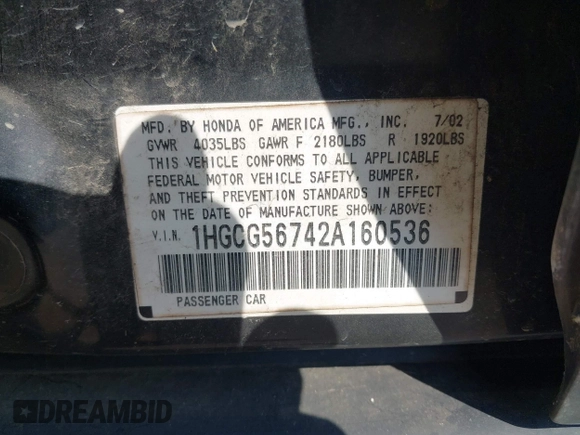 MFD. BY HONDA OF AMERICA MFG., INC. 7/02
GVWR 4035LBS GAWR F 2180LBS R 1920LBS
THIS VEHICLE CONFORMS TO ALL APPLICABLE
FEDERAL MOTOR VEHICLE SAFETY, BUMPER,
AND THEFT PREVENTION STANDARDS IN EFFECT
ON THE DATE OF MANUFACTURE SHOWN ABOVE:
V.I.N. 1HGCG56742A160536
PASSENGER CAR
DREAMBID